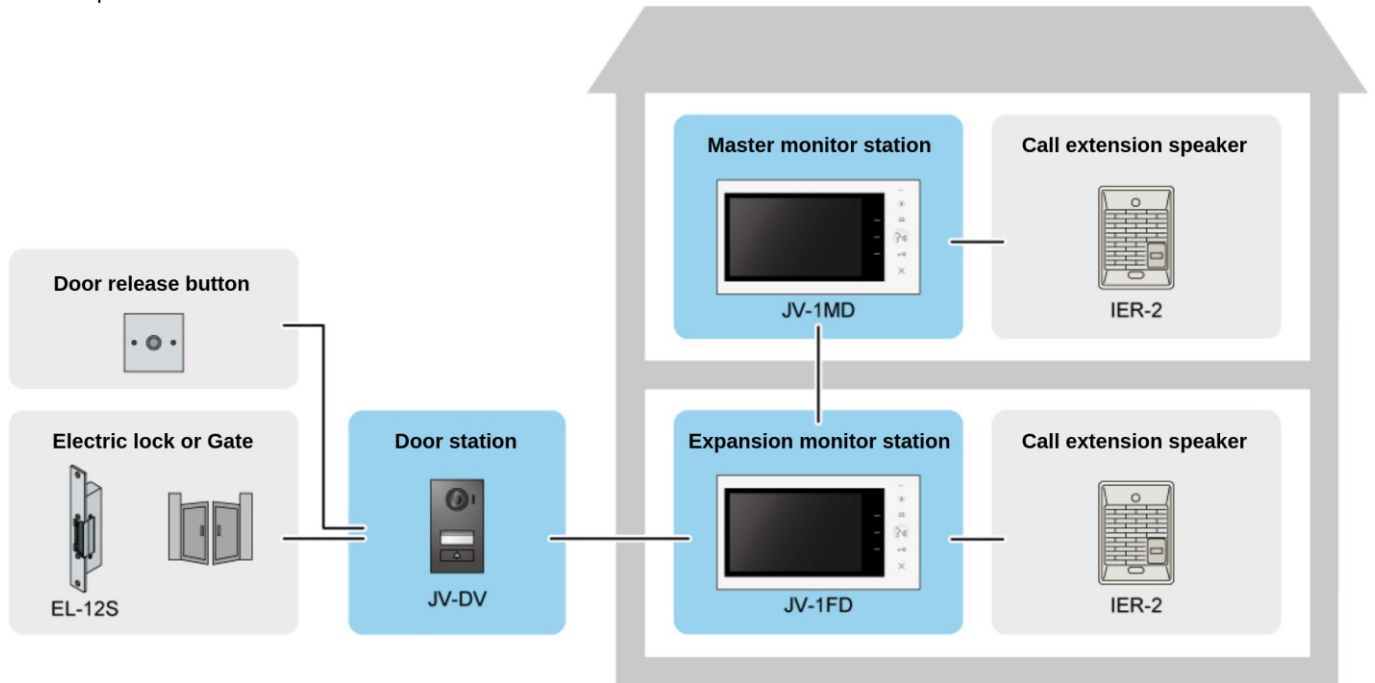 Master monitor station
JV-1MD
Call extension speaker
IER-2
Door release button
Electric lock or Gate
EL-12S
Door station
JV-DV
Expansion monitor station
JV-1FD
Call extension speaker
IER-2